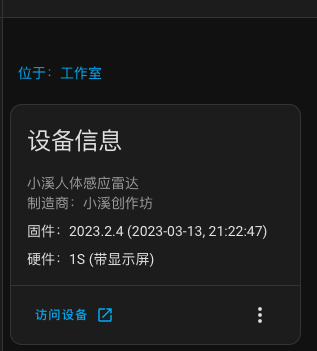 位于：工作室
设备信息
小溪人体感应雷达
制造商：小溪创作坊
固件：2023.2.4 (2023-03-13, 21:22:47)
硬件：1S (带显示屏)
访问设备